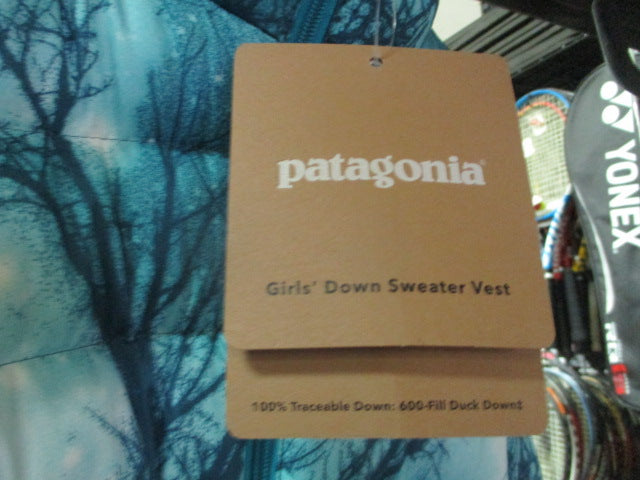 patagonia®
Girls' Down Sweater Vest
100% Traceable Down: 600-Fill Duck Down‡
YONEX